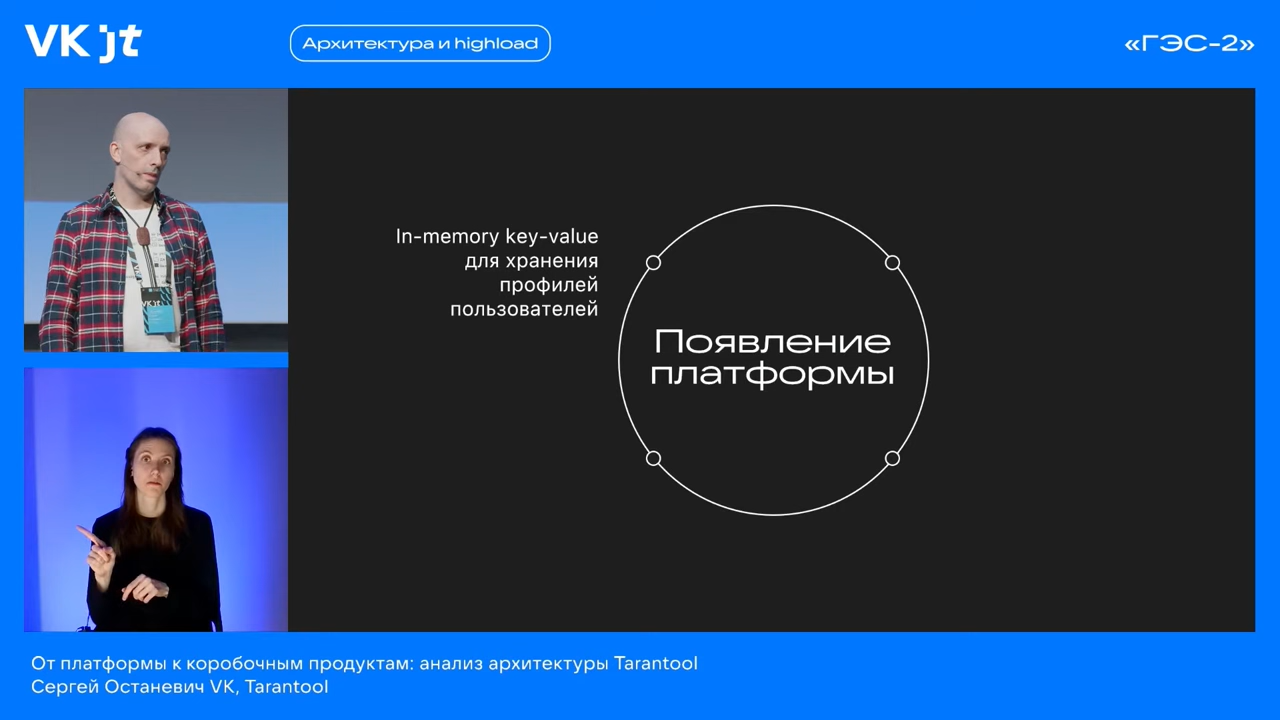 VK jt
Архитектура и highload
«ГЭС-2»
In-memory key-value
для хранения
профилей
пользователей
Появление
платформы
От платформы к коробочным продуктам: анализ архитектуры Tarantool
Сергей Останевич VK, Tarantool